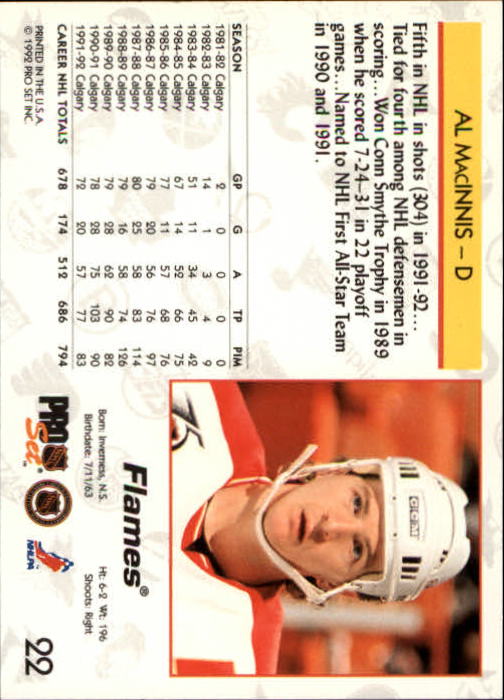 AL MACINNIS – D
Fifth in NHL in shots (304) in 1991-92...
Tied for fourth among NHL defensemen in
scoring...Won Conn Smythe Trophy in 1989
when he scored 7-24–31 in 22 playoff
games...Named to NHL First All-Star Team
in 1990 and 1991.
SEASON GP G A TP PIM
1981-82 Calgary 2 0 0 0 0
1982-83 Calgary 14 1 3 4 9
1983-84 Calgary 51 11 34 45 42
1984-85 Calgary 67 14 52 66 75
1985-86 Calgary 77 11 57 68 76
1986-87 Calgary 79 20 56 76 97
1987-88 Calgary 80 25 58 83 114
1988-89 Calgary 79 16 58 74 126
1989-90 Calgary 79 28 62 90 82
1990-91 Calgary 78 28 75 103 90
1991-92 Calgary 72 20 57 77 83
CAREER NHL TOTALS 678 174 512 686 794
PRINTED IN THE U.S.A.
© 1992 PRO SET INC.
CCM
Flames®
Born: Inverness, N.S. Ht: 6-2 Wt: 196
Birthdate: 7/11/63 Shoots: Right
PRO Set™
NHL
NHLPA
22